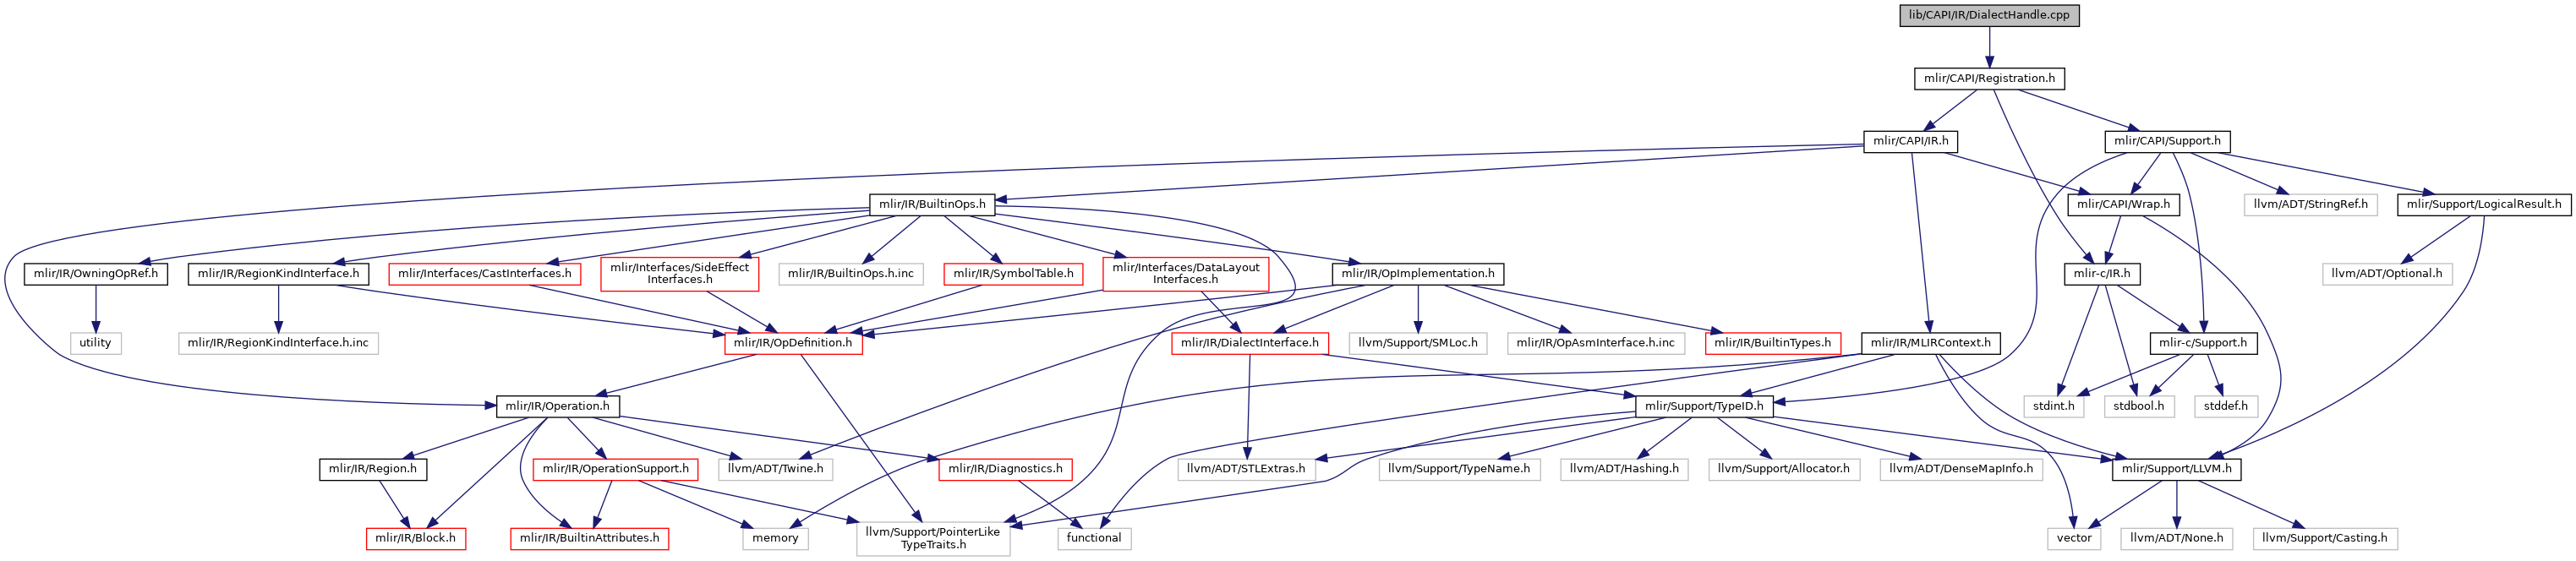 lib/CAPI/IR/DialectHandle.cpp
mlir/CAPI/Registration.h
mlir/CAPI/IR.h
mlir/CAPI/Support.h
mlir/IR/BuiltinOps.h
mlir/CAPI/Wrap.h
llvm/ADT/StringRef.h
mlir/Support/LogicalResult.h
mlir/IR/OwningOpRef.h
mlir/IR/RegionKindInterface.h
mlir/Interfaces/CastInterfaces.h
mlir/Interfaces/SideEffect
Interfaces.h
mlir/IR/BuiltinOps.h.inc
mlir/IR/SymbolTable.h
mlir/Interfaces/DataLayout
Interfaces.h
mlir/IR/OpImplementation.h
mlir-c/IR.h
llvm/ADT/Optional.h
utility
mlir/IR/RegionKindInterface.h.inc
mlir/IR/OpDefinition.h
mlir/IR/DialectInterface.h
llvm/Support/SMLoc.h
mlir/IR/OpAsmInterface.h.inc
mlir/IR/BuiltinTypes.h
mlir/IR/MLIRContext.h
mlir-c/Support.h
mlir/IR/Operation.h
mlir/Support/TypeID.h
stdint.h
stdbool.h
stddef.h
mlir/IR/Region.h
mlir/IR/OperationSupport.h
llvm/ADT/Twine.h
mlir/IR/Diagnostics.h
llvm/ADT/STLExtras.h
llvm/Support/TypeName.h
llvm/ADT/Hashing.h
llvm/Support/Allocator.h
llvm/ADT/DenseMapInfo.h
mlir/Support/LLVM.h
mlir/IR/Block.h
mlir/IR/BuiltinAttributes.h
memory
llvm/Support/PointerLike
TypeTraits.h
functional
vector
llvm/ADT/None.h
llvm/Support/Casting.h